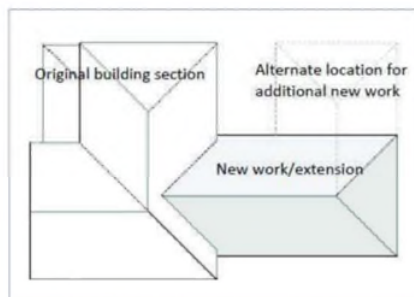 Original building section
Alternate location for
additional new work
New work/extension